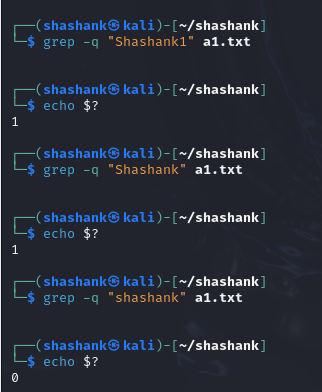 ┌──(shashank㉿kali)-[~/shashank]
└─$ grep -q "Shashank1" a1.txt
┌──(shashank㉿kali)-[~/shashank]
└─$ echo $?
1
┌──(shashank㉿kali)-[~/shashank]
└─$ grep -q "Shashank" a1.txt
┌──(shashank㉿kali)-[~/shashank]
└─$ echo $?
1
┌──(shashank㉿kali)-[~/shashank]
└─$ grep -q "shashank" a1.txt
┌──(shashank㉿kali)-[~/shashank]
└─$ echo $?
0